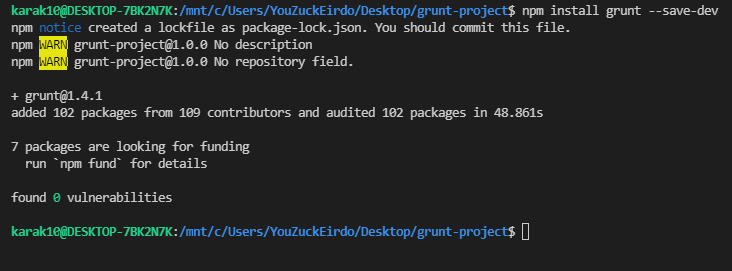 karak10@DESKTOP-7BK2N7K:/mnt/c/Users/YouZuckEirdo/Desktop/grunt-project$ npm install grunt --save-dev
npm notice created a lockfile as package-lock.json. You should commit this file.
npm WARN grunt-project@1.0.0 No description
npm WARN grunt-project@1.0.0 No repository field.
+ grunt@1.4.1
added 102 packages from 109 contributors and audited 102 packages in 48.861s
7 packages are looking for funding
  run `npm fund` for details
found 0 vulnerabilities
karak10@DESKTOP-7BK2N7K:/mnt/c/Users/YouZuckEirdo/Desktop/grunt-project$